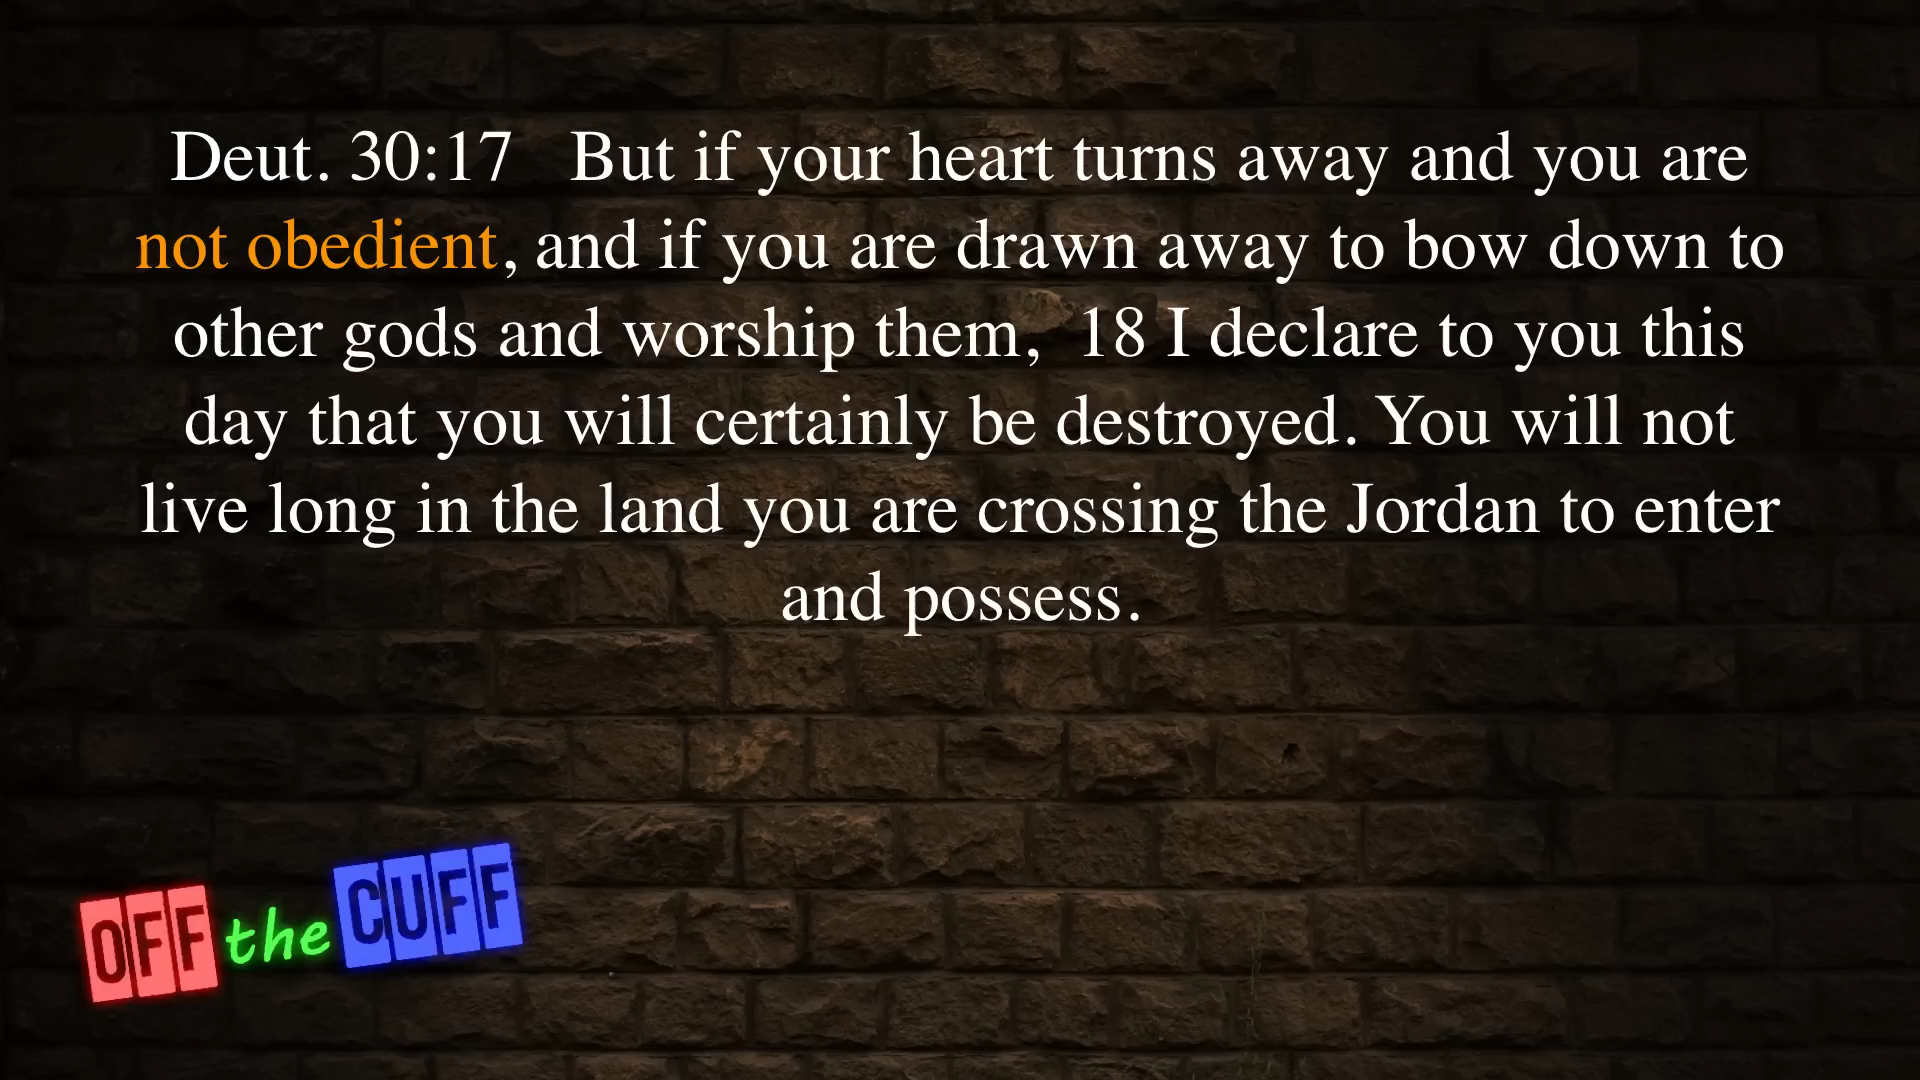 Deut. 30:17   But if your heart turns away and you are
not obedient, and if you are drawn away to bow down to
other gods and worship them,  18 I declare to you this
day that you will certainly be destroyed. You will not
live long in the land you are crossing the Jordan to enter
and possess.
OFF the CUFF